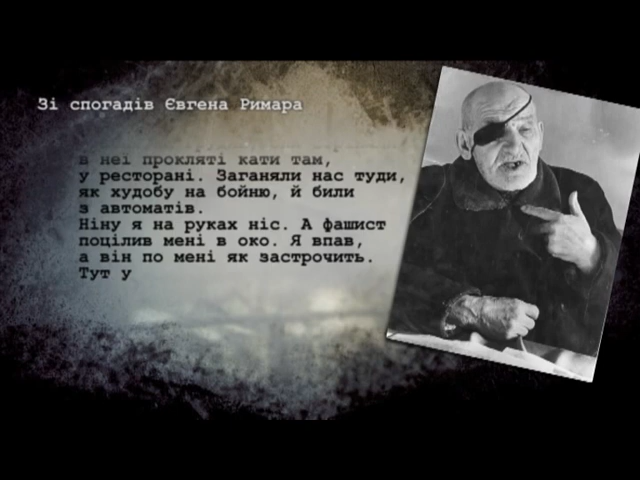 Зі спогадів Євгена Римара
в неї прокляті кати там,
у ресторані. Заганяли нас туди,
як худобу на бойню, й били
з автоматів.
Ніну я на руках ніс. А фашист
поцілив мені в око. Я впав,
а він по мені як застрочить.
Тут у